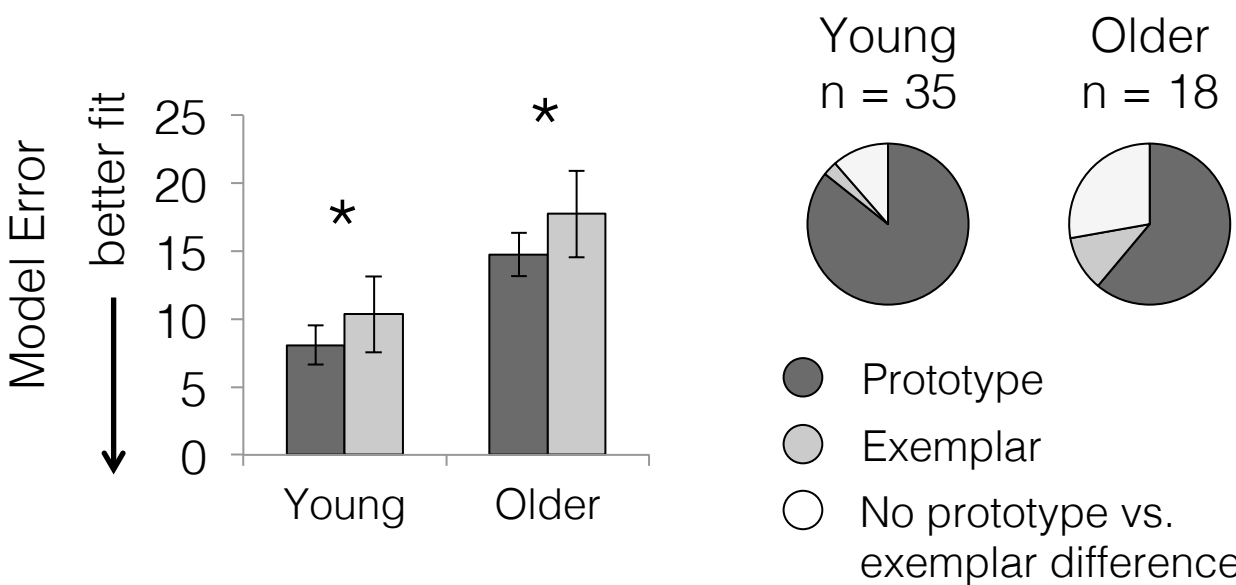 Model Error
better fit
25
20
15
10
5
0
*
*
Young
Older
Young
n = 35
Older
n = 18
Prototype
Exemplar
No prototype vs.
exemplar difference